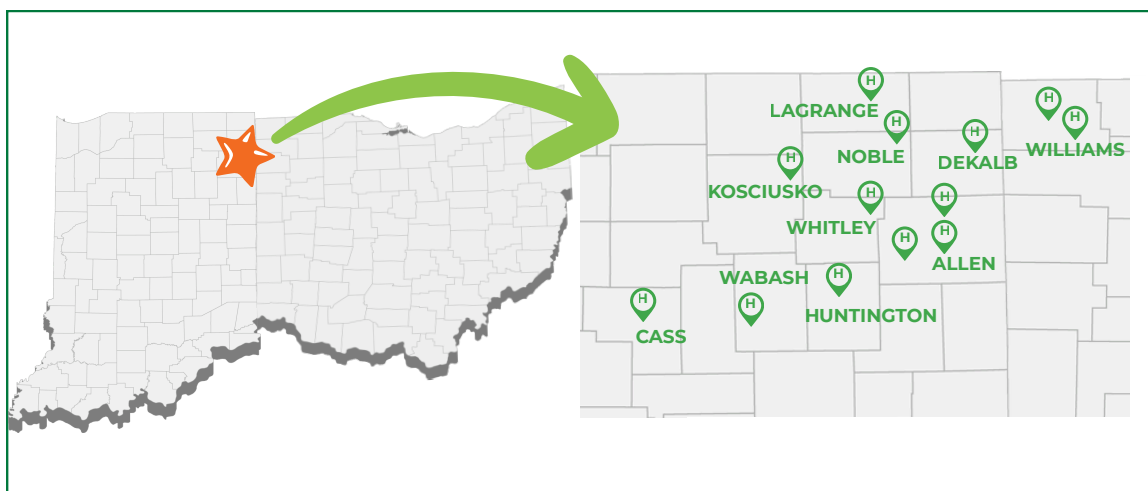 H
LAGRANGE
H
H
H
NOBLE
H
DEKALB
WILLIAMS
H
KOSCIUSKO
H
WHITLEY
H
H
H
ALLEN
WABASH
H
HUNTINGTON
H
H
CASS